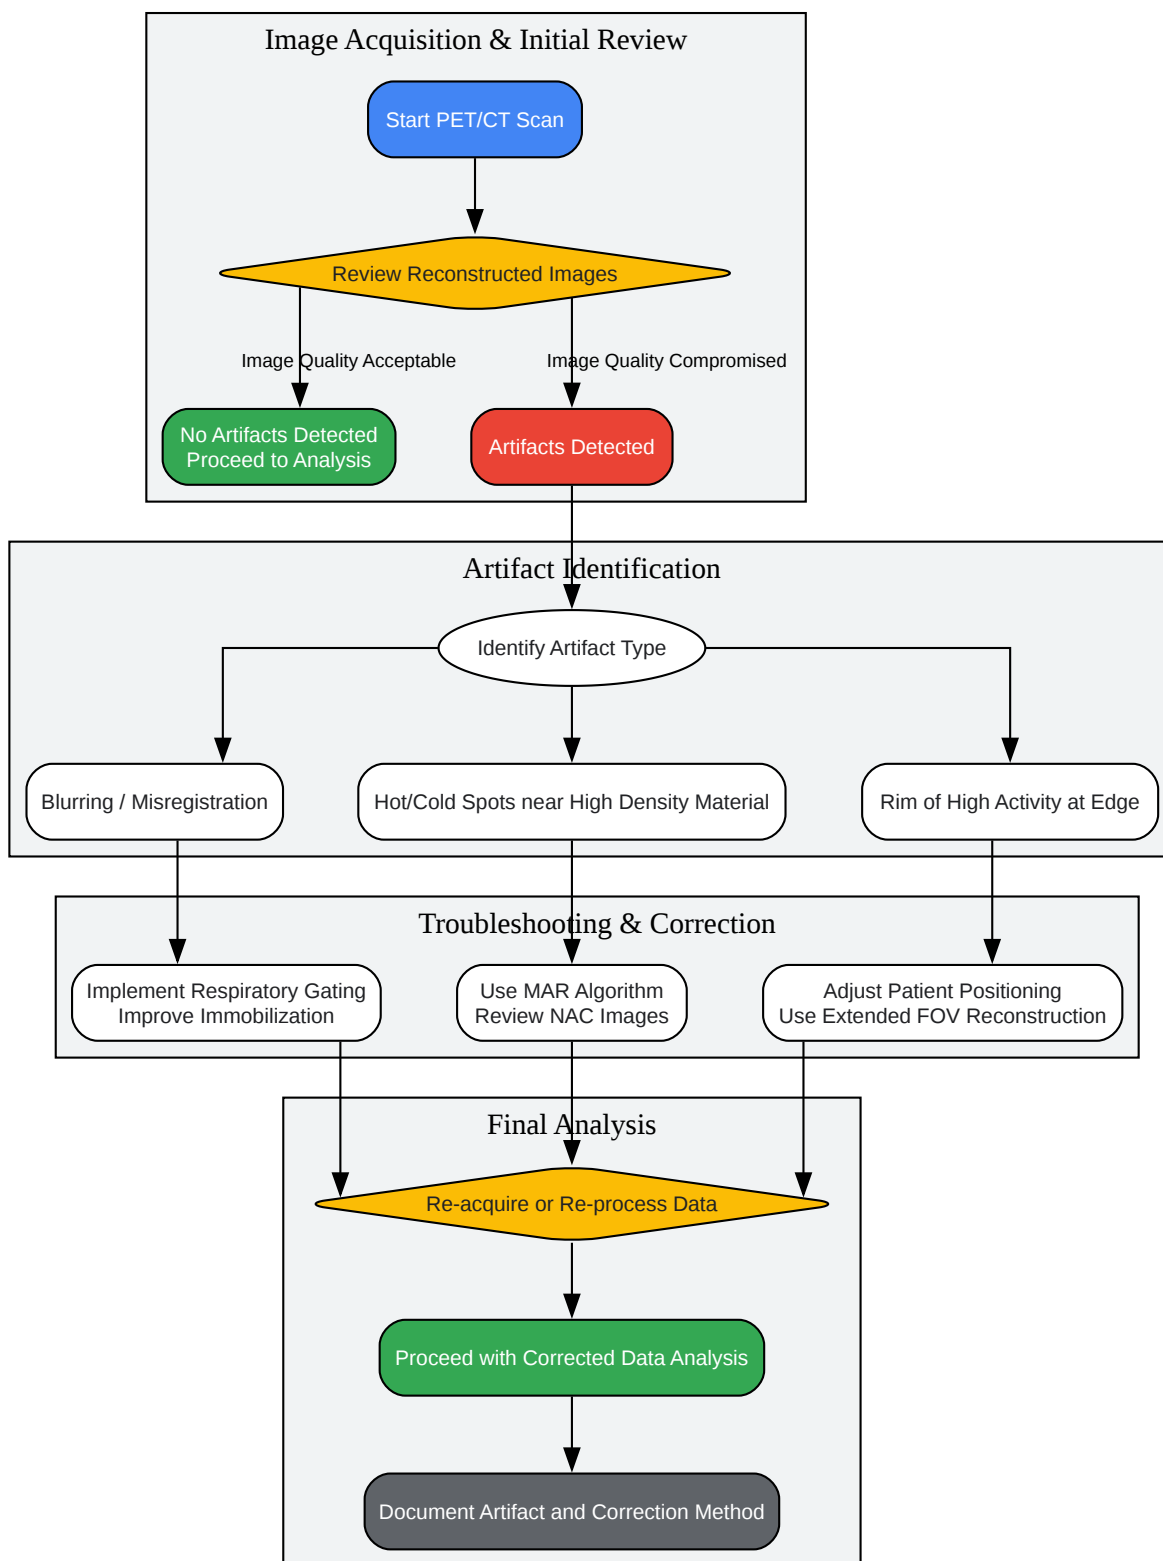 Image Acquisition & Initial Review
Start PET/CT Scan
Review Reconstructed Images
Image Quality Acceptable
Image Quality Compromised
No Artifacts Detected
Proceed to Analysis
Artifacts Detected
Artifact Identification
Identify Artifact Type
Blurring / Misregistration
Hot/Cold Spots near High Density Material
Rim of High Activity at Edge
Troubleshooting & Correction
Implement Respiratory Gating
Improve Immobilization
Use MAR Algorithm
Review NAC Images
Adjust Patient Positioning
Use Extended FOV Reconstruction
Final Analysis
Re-acquire or Re-process Data
Proceed with Corrected Data Analysis
Document Artifact and Correction Method